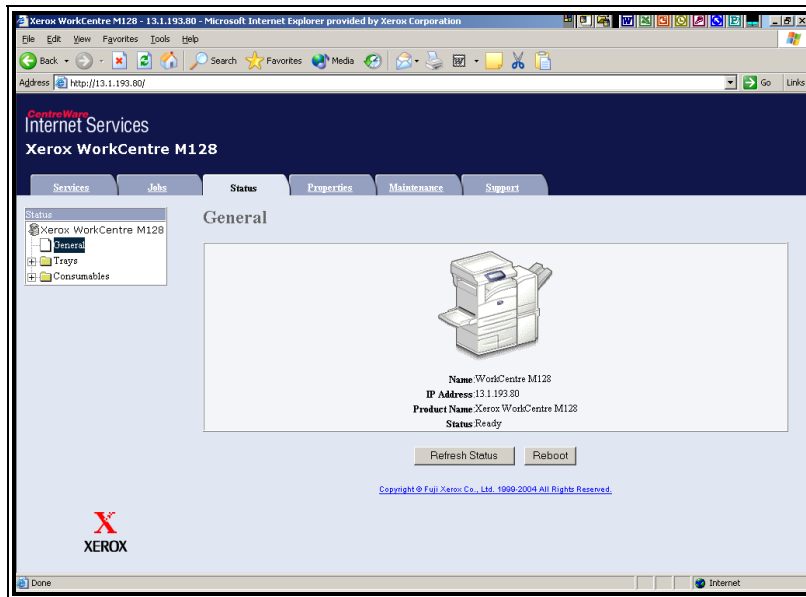 Xerox WorkCentre M128 - 13.1.193.80 - Microsoft Internet Explorer provided by Xerox Corporation
File Edit View Favorites Tools Help
Back Search Favorites Media
Address http://13.1.193.80/ Go Links
CentreWare
Internet Services
Xerox WorkCentre M128
Services Jobs Status Properties Maintenance Support
Status
Xerox WorkCentre M128
General
Trays
Consumables
General
Name:WorkCentre M128
IP Address:13.1.193.80
Product Name:Xerox WorkCentre M128
Status:Ready
Refresh Status Reboot
Copyright © Fuji Xerox Co., Ltd. 1999-2004 All Rights Reserved.
X
XEROX
Done Internet